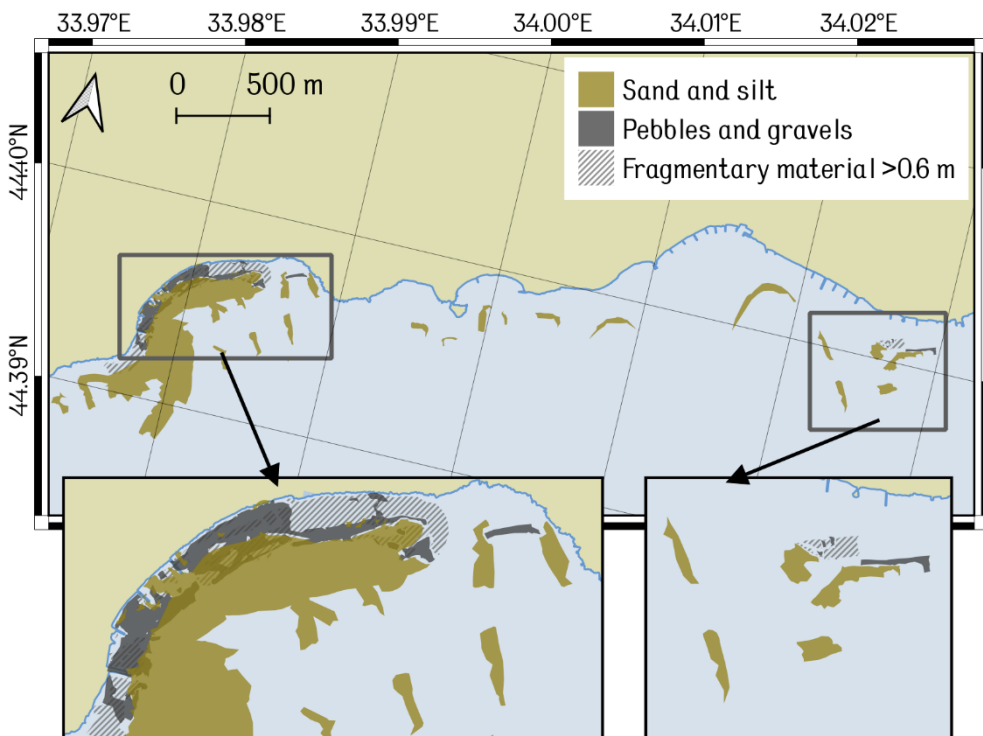 33.97°E 33.98°E 33.99°E 34.00°E 34.01°E 34.02°E
0 500 m
Sand and silt
Pebbles and gravels
Fragmentary material >0.6 m
44.40°N
44.39°N